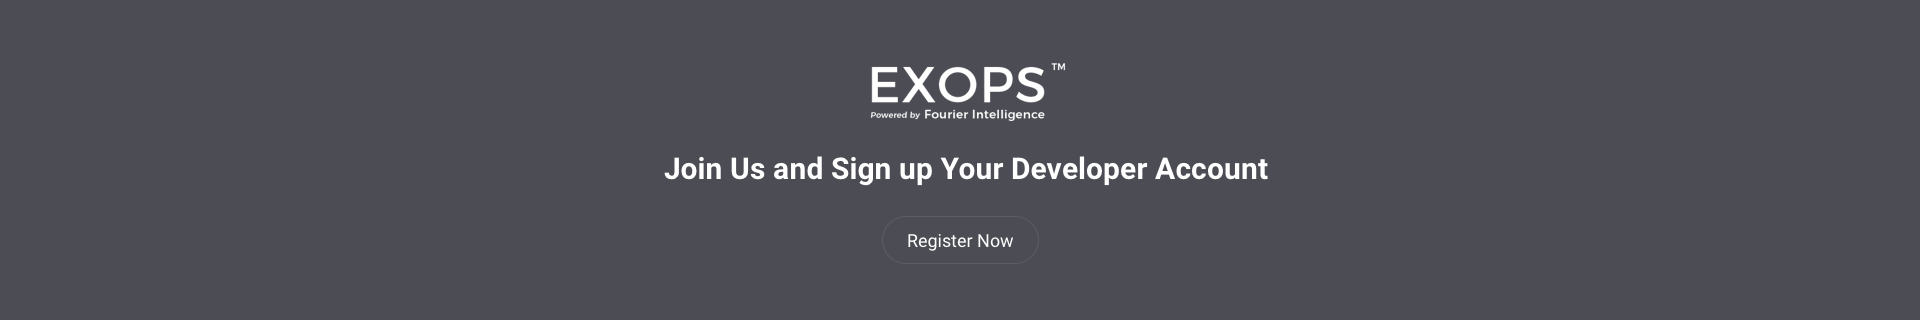 EXOPS™
Powered by Fourier Intelligence
Join Us and Sign up Your Developer Account
Register Now